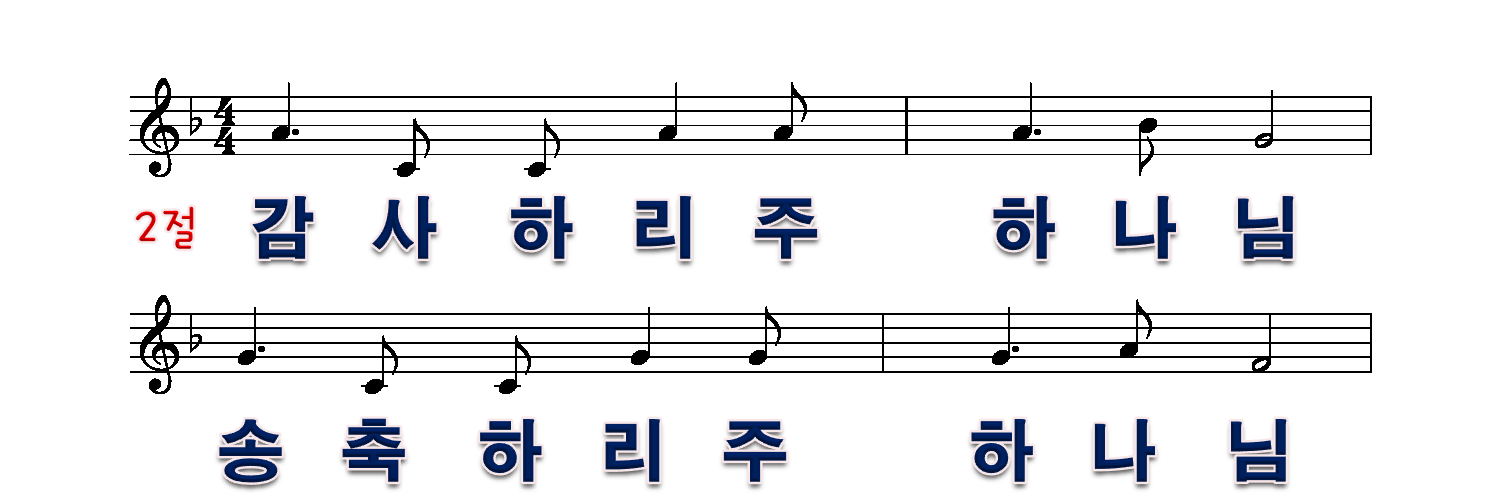 2절 감 사 하 리 주 하 나 님
송 축 하 리 주 하 나 님